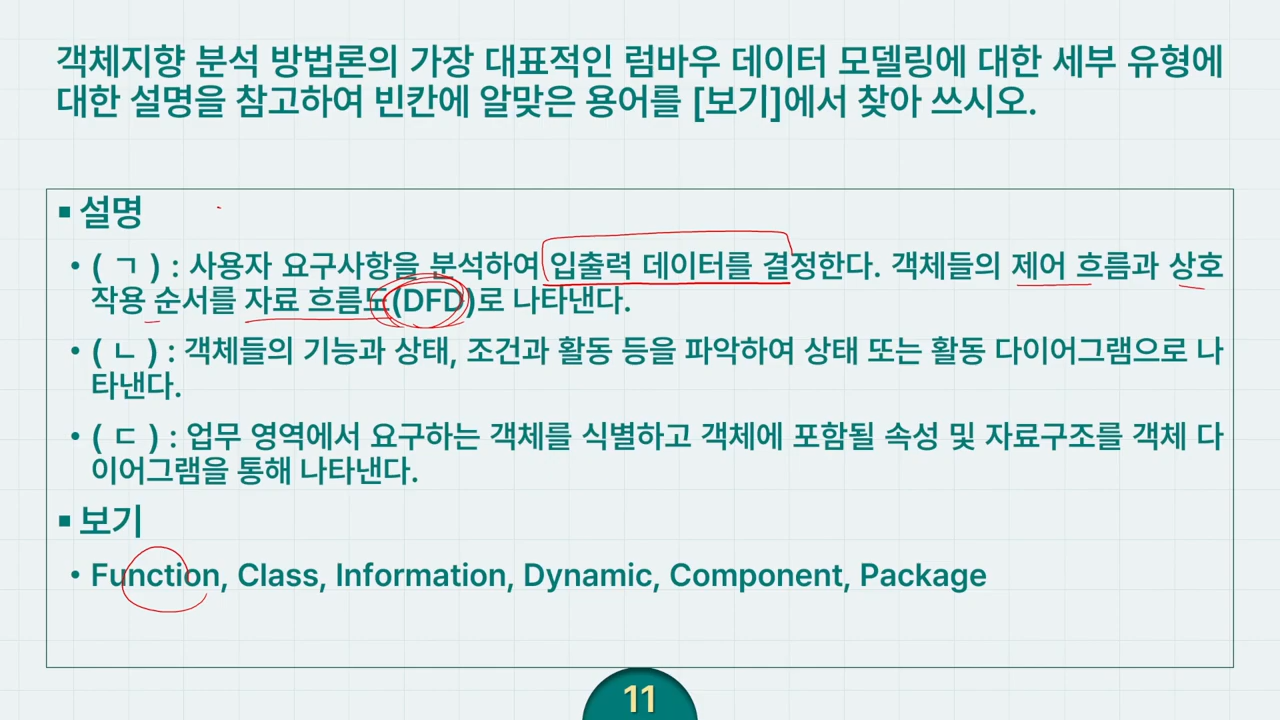 객체지향 분석 방법론의 가장 대표적인 럼바우 데이터 모델링에 대한 세부 유형에
대한 설명을 참고하여 빈칸에 알맞은 용어를 [보기]에서 찾아 쓰시오.
▪ 설명
• ( ㄱ ) : 사용자 요구사항을 분석하여 입출력 데이터를 결정한다. 객체들의 제어 흐름과 상호
작용 순서를 자료 흐름도(DFD)로 나타낸다.
• ( ㄴ ) : 객체들의 기능과 상태, 조건과 활동 등을 파악하여 상태 또는 활동 다이어그램으로 나
타낸다.
• ( ㄷ ) : 업무 영역에서 요구하는 객체를 식별하고 객체에 포함될 속성 및 자료구조를 객체 다
이어그램을 통해 나타낸다.
▪ 보기
• Function, Class, Information, Dynamic, Component, Package
11